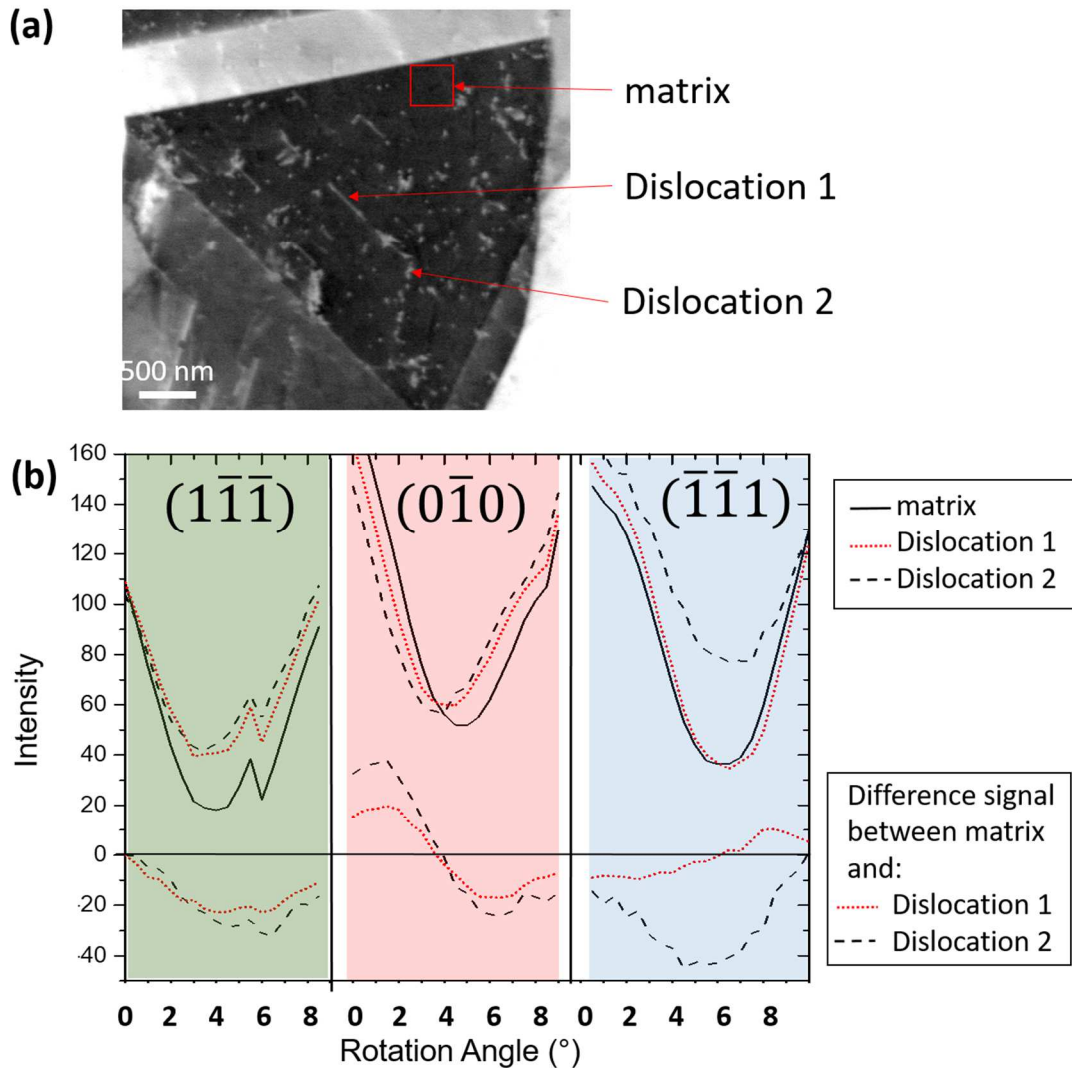 (a)
matrix
Dislocation 1
Dislocation 2
500 nm
(b)
(11̅1̅) (01̅0) (1̅1̅1)
160
140
120
100
80
60
40
20
0
-20
-40
Intensity
0 2 4 6 8 0 2 4 6 8 0 2 4 6 8
Rotation Angle (°)
matrix
Dislocation 1
Dislocation 2
Difference signal
between matrix
and:
Dislocation 1
Dislocation 2